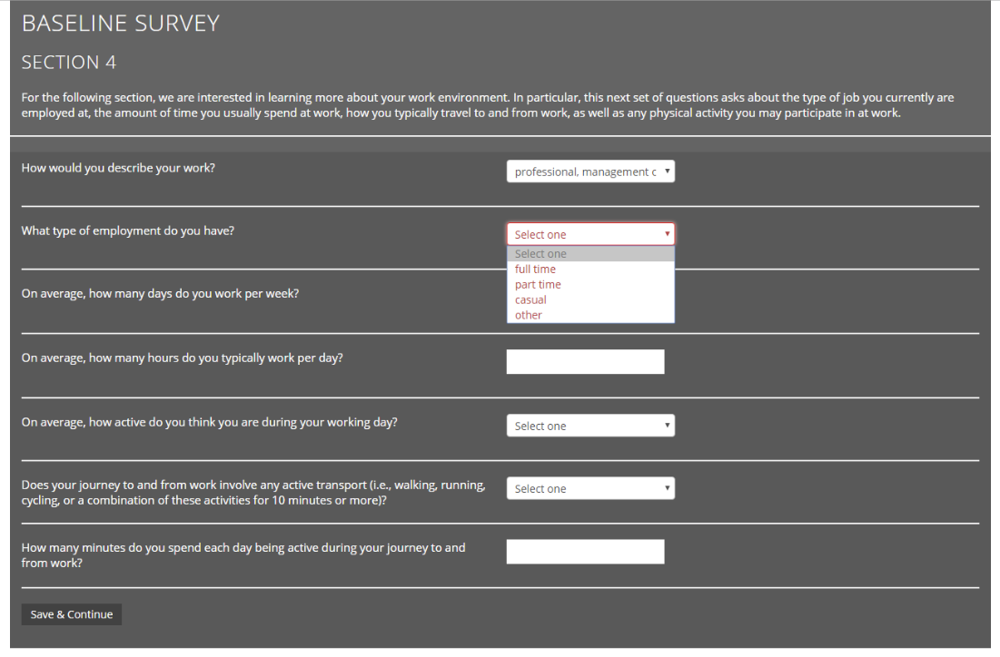 BASELINE SURVEY
SECTION 4
For the following section, we are interested in learning more about your work environment. In particular, this next set of questions asks about the type of job you currently are
employed at, the amount of time you usually spend at work, how you typically travel to and from work, as well as any physical activity you may participate in at work.
How would you describe your work?
professional, management c
What type of employment do you have?
Select one
Select one
full time
part time
casual
other
On average, how many days do you work per week?
On average, how many hours do you typically work per day?
On average, how active do you think you are during your working day?
Select one
Does your journey to and from work involve any active transport (i.e., walking, running,
cycling, or a combination of these activities for 10 minutes or more)?
Select one
How many minutes do you spend each day being active during your journey to and
from work?
Save & Continue